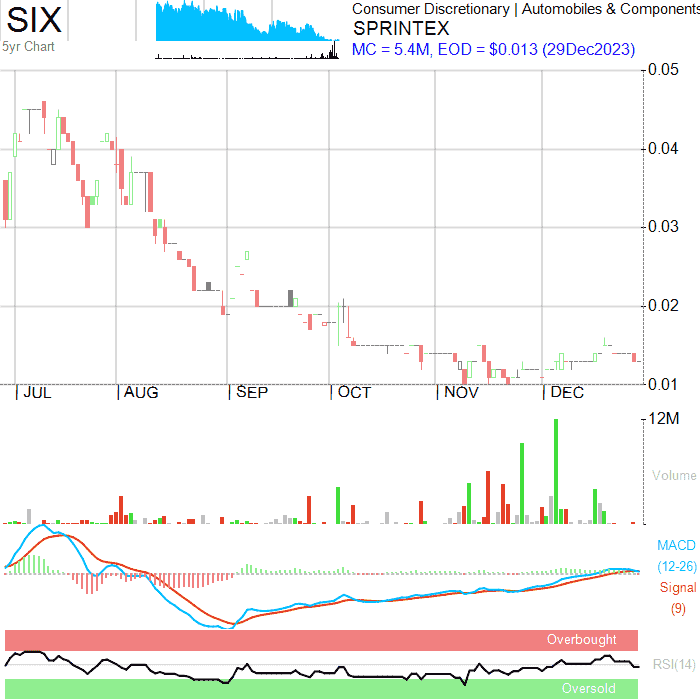 SIX
5yr Chart
Consumer Discretionary | Automobiles & Components
SPRINTEX
MC = 5.4M, EOD = $0.013 (29Dec2023)
0.05
0.04
0.03
0.02
0.01
JUL AUG SEP OCT NOV DEC
12M
Volume
MACD
(12-26)
Signal
(9)
Overbought
RSI(14)
Oversold